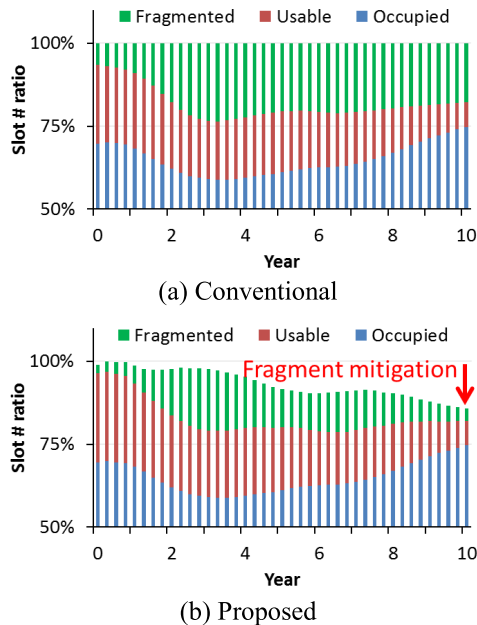 Fragmented Usable Occupied
100%
75%
50%
Slot # ratio
0 2 4 6 8 10
Year
(a) Conventional
Fragmented Usable Occupied
100%
Fragment mitigation
75%
50%
Slot # ratio
0 2 4 6 8 10
Year
(b) Proposed